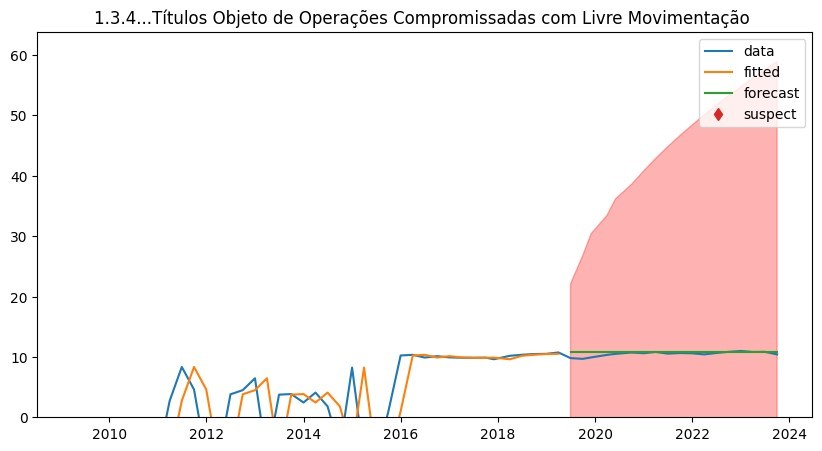 1.3.4...Títulos Objeto de Operações Compromissadas com Livre Movimentação
data
fitted
forecast
suspect
60
50
40
30
20
10
0
2010 2012 2014 2016 2018 2020 2022 2024